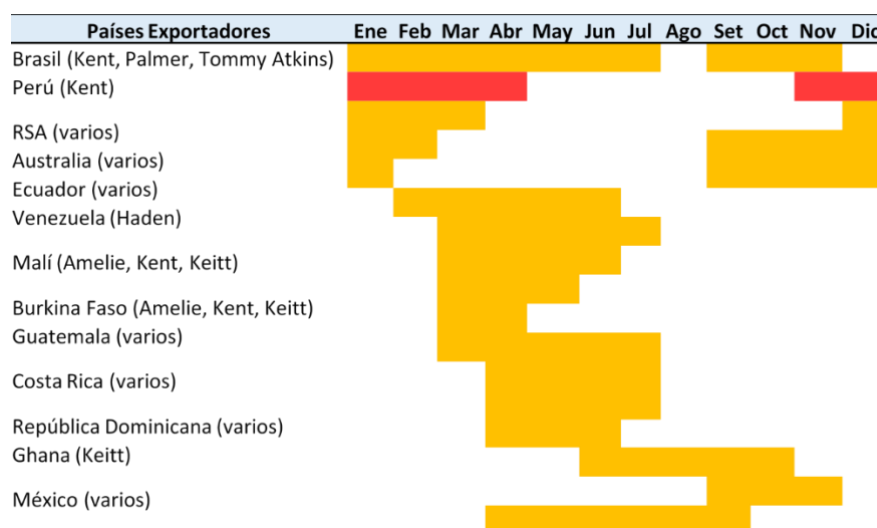 Países Exportadores Ene Feb Mar Abr May Jun Jul Ago Set Oct Nov Dic
Brasil (Kent, Palmer, Tommy Atkins)
Perú (Kent)
RSA (varios)
Australia (varios)
Ecuador (varios)
Venezuela (Haden)
Malí (Amelie, Kent, Keitt)
Burkina Faso (Amelie, Kent, Keitt)
Guatemala (varios)
Costa Rica (varios)
República Dominicana (varios)
Ghana (Keitt)
México (varios)